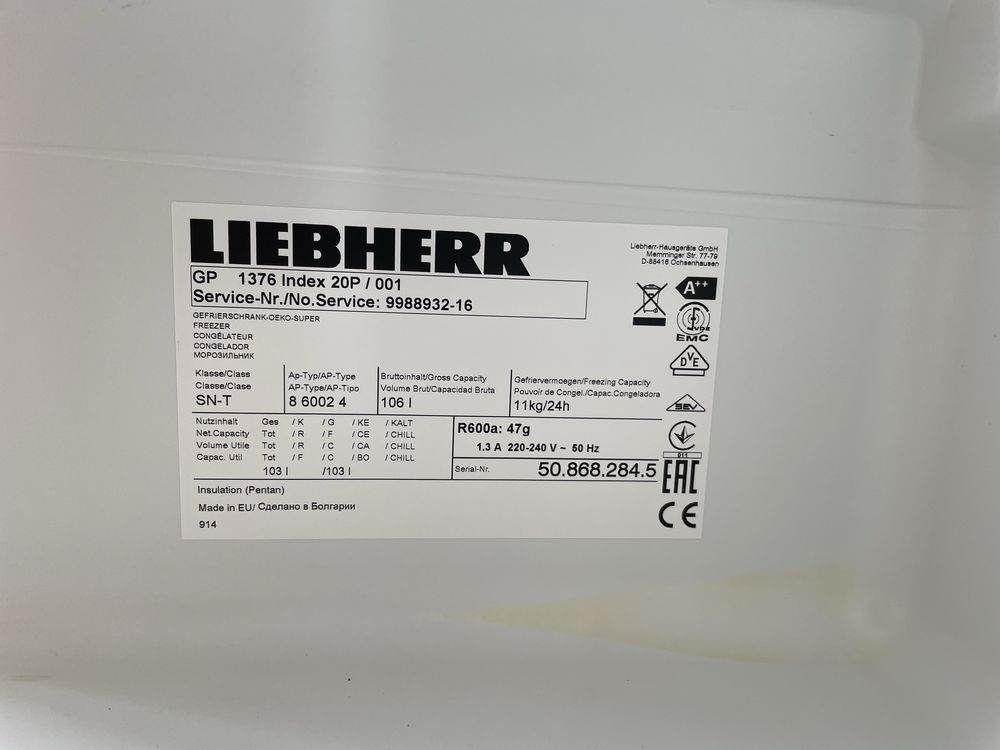 LIEBHERR
Liebherr-Hausgeräte GmbH
Memminger Str. 77-79
D-88416 Ochsenhausen
GP 1376 Index 20P / 001
Service-Nr./No.Service: 9988932-16
A++
VDE
EMC
GEFRIERSCHRANK-OEKO-SUPER
FREEZER
CONGÉLATEUR
CONGELADOR
МОРОЗИЛЬНИК
DVE
Klasse/Class
Classe/Clase
SN-T
Ap-Typ/AP-Type
AP-Type/AP-Tipo
8 6002 4
Bruttoinhalt/Gross Capacity
Volume Brut/Capacidad Bruta
106 l
Gefriervermoegen/Freezing Capacity
Pouvoir de Congel./Capac.Congeladora
11kg/24h
SEV
Nutzinhalt Ges / K / G / KE / KALT
Net.Capacity Tot / R / F / CE / CHILL
Volume Utile Tot / R / C / CA / CHILL
Capac. Util Tot / F / C / BO / CHILL
103 l /103 l
R600a: 47g
1.3 A 220-240 V ~ 50 Hz
Serial-Nr. 50.868.284.5
011
EAC
CE
Insulation (Pentan)
Made in EU/ Сделано в Болгарии
914